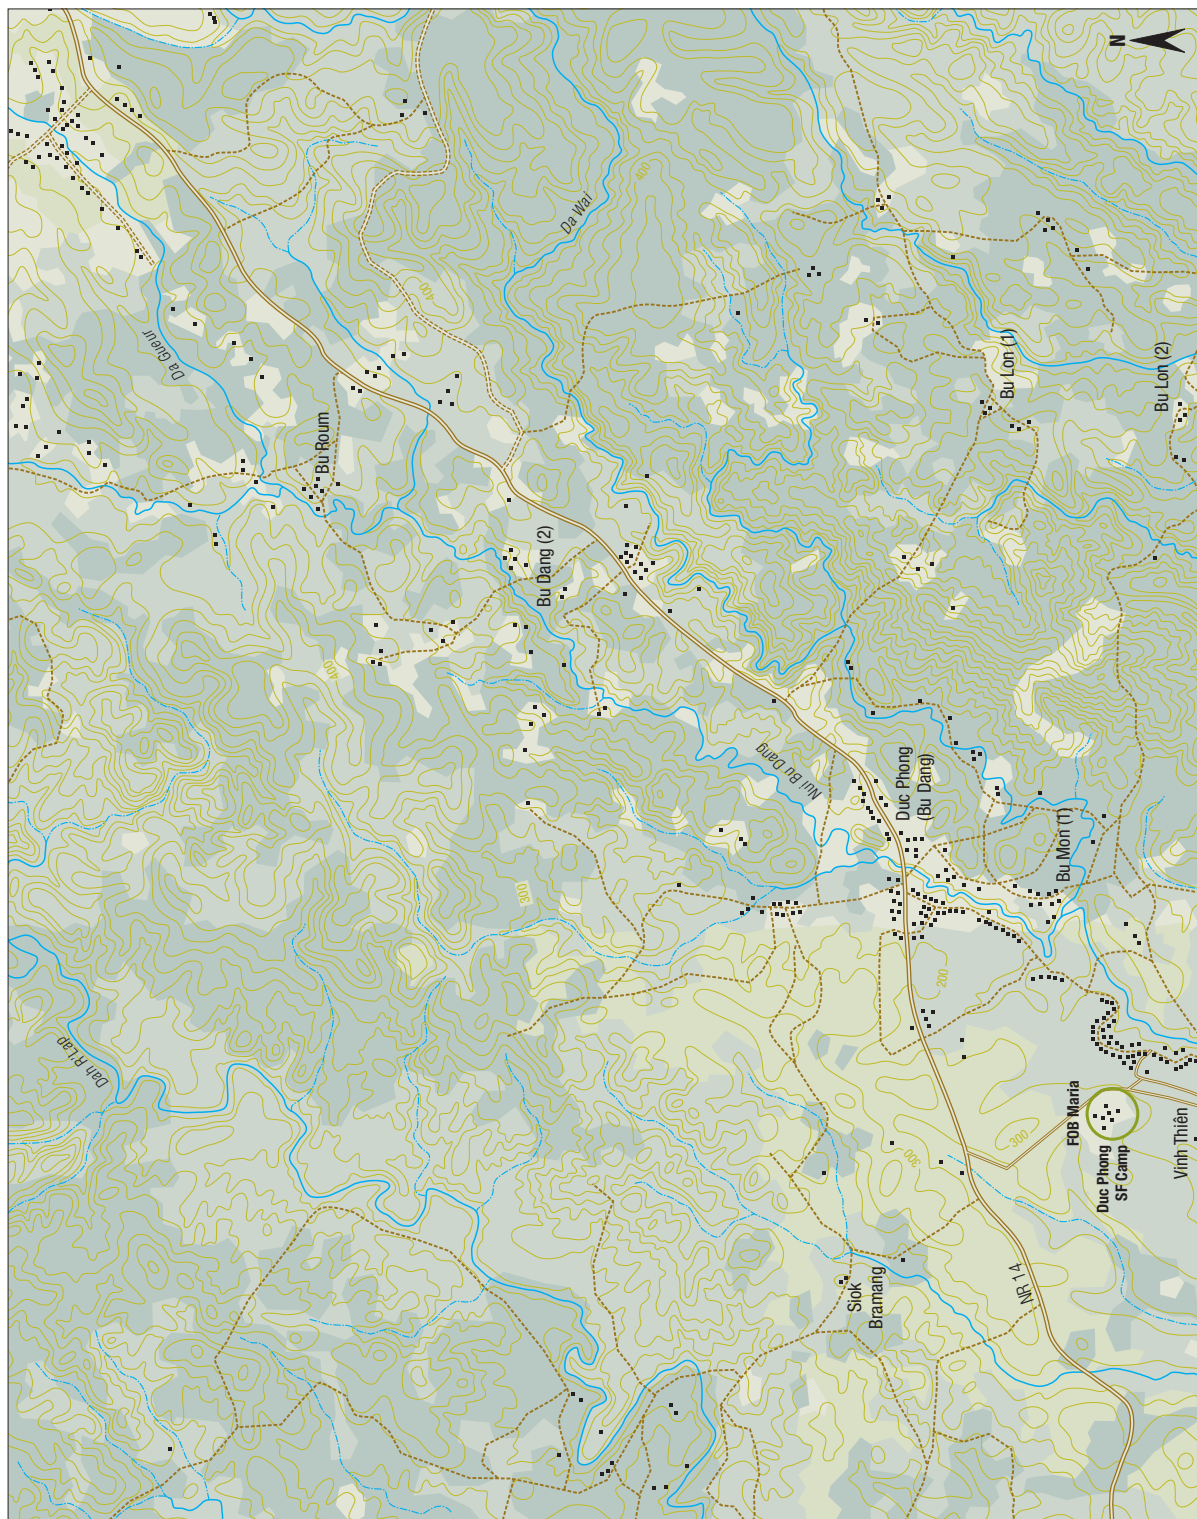 N
Da Gueur
Bu Roum
400
Da Wai
400
Bu Dang (2)
400
Bu Lon (1)
Bu Lon (2)
Nui Bu Dang
Duc Phong
(Bu Dang)
Bu Mon (1)
300
200
Dah R'Lap
FOB Maria
Duc Phong
SF Camp
300
Vinh Thiên
300
Siok
Bramang
NR 14